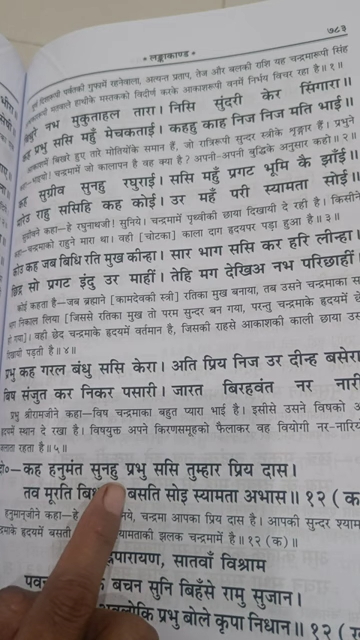 ७८३
* लङ्काकाण्ड *
पूर्व दिशारूपी पर्वतकी गुफामें रहनेवाला, अत्यन्त प्रताप, तेज और बलकी राशि यह चन्द्रमारूपी सिंह
मतवाले हाथीके मस्तकको विदीर्ण करके आकाशरूपी वनमें निर्भय विचर रहा है॥१॥
बिथुरे नभ मुकुताहल तारा। निसि सुंदरी केर सिंगारा॥
कह प्रभु ससि महुँ मेचकताई। कहहु काह निज निज मति भाई॥
आकाशमें बिखरे हुए तारे मोतियोंके समान हैं, जो रात्रिरूपी सुन्दर स्त्रीके शृङ्गार हैं। प्रभुने
कहा—भाइयो! चन्द्रमामें जो कालापन है वह क्या है? अपनी-अपनी बुद्धिके अनुसार कहो॥२॥
कह सुग्रीव सुनहु रघुराई। ससि महुँ प्रगट भूमि कै झाँई॥
मारेउ राहु ससिहि कह कोई। उर महँ परी स्यामता सोई॥
सुग्रीवने कहा—हे रघुनाथजी! सुनिये। चन्द्रमामें पृथ्वीकी छाया दिखायी दे रही है। किसीने
कहा—चन्द्रमाको राहुने मारा था। वही [चोटका] काला दाग हृदयपर पड़ा हुआ है॥३॥
कोउ कह जब बिधि रति मुख कीन्हा। सार भाग ससि कर हरि लीन्हा॥
छिद्र सो प्रगट इंदु उर माहीं। तेहि मग देखिअ नभ परिछाहीं॥
कोई कहता है—जब ब्रह्माने [कामदेवकी स्त्री] रतिका मुख बनाया, तब उसने चन्द्रमाका
भाग निकाल लिया [जिससे रतिका मुख तो परम सुन्दर बन गया, परन्तु चन्द्रमाके हृदयमें
हो गया]। वही छेद चन्द्रमाके हृदयमें वर्तमान है, जिसकी राहसे आकाशकी काली छाया उस
दिखायी पड़ती है॥४॥
प्रभु कह गरल बंधु ससि केरा। अति प्रिय निज उर दीन्ह बसेरा
बिष संजुत कर निकर पसारी। जारत बिरहवंत नर नारी
प्रभु श्रीरामजीने कहा—विष चन्द्रमाका बहुत प्यारा भाई है। इसीसे उसने विषको
हृदयमें स्थान दे रखा है। विषयुक्त अपने किरणसमूहको फैलाकर वह वियोगी नर-नारियों
जलाता रहता है॥५॥
दो०—कह हनुमंत सुनहु प्रभु ससि तुम्हार प्रिय दास।
तव मूरति बिधु बसति सोइ स्यामता अभास॥१२(क)
हनुमान्‌जीने कहा—हे सुनिये, चन्द्रमा आपका प्रिय दास है। आपकी सुन्दर श्याम
चन्द्रमाके हृदयमें बसती श्यामताकी झलक चन्द्रमामें है॥१२(क)॥
पारायण, सातवाँ विश्राम
पवन के बचन सुनि बिहँसे रामु सुजान।
अवलोकि प्रभु बोले कृपा निधान॥१२